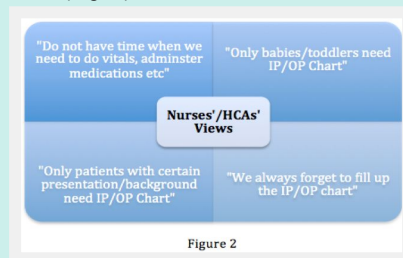 "Do not have time when we
need to do vitals, adminster
medications etc"
"Only babies/toddlers need
IP/OP Chart"
Nurses'/HCAs'
Views
"Only patients with certain
presentation/background
need IP/OP Chart"
"We always forget to fill up
the IP/OP chart"
Figure 2